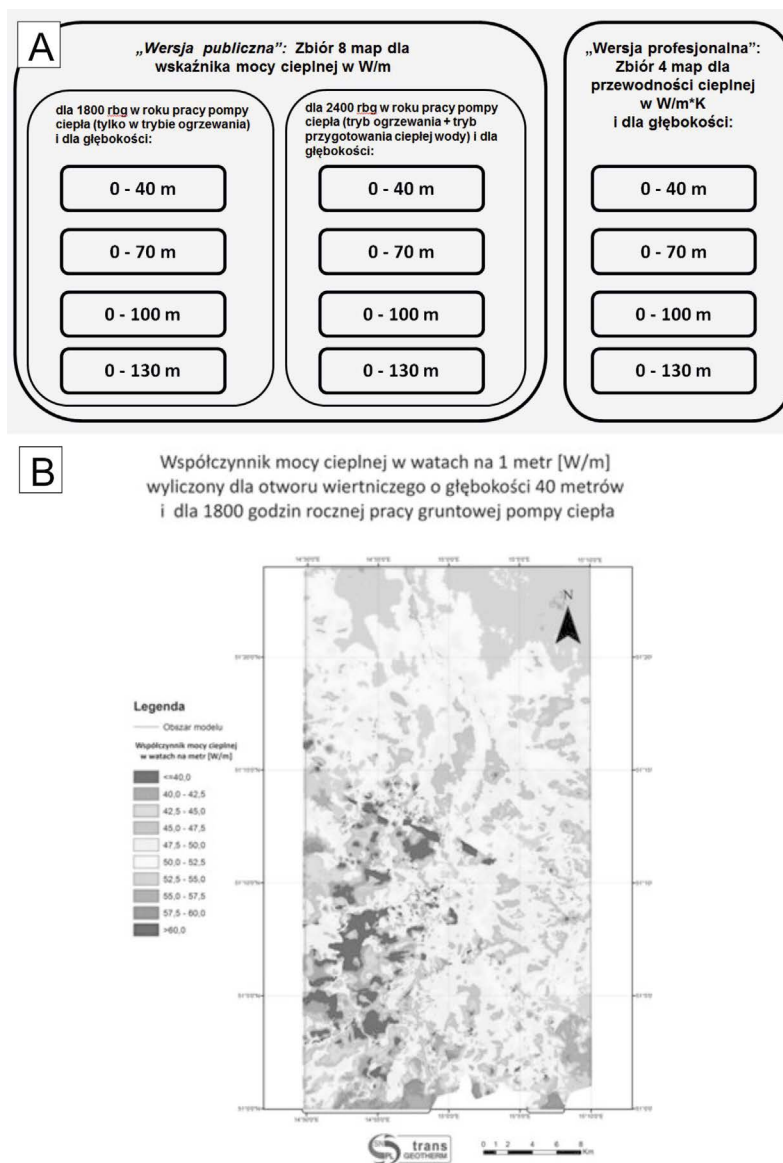 A
„Wersja publiczna”: Zbiór 8 map dla
wskaźnika mocy cieplnej w W/m
dla 1800 rbg w roku pracy pompy
ciepła (tylko w trybie ogrzewania)
i dla głębokości:
0 - 40 m
0 - 70 m
0 - 100 m
0 - 130 m
dla 2400 rbg w roku pracy pompy
ciepła (tryb ogrzewania + tryb
przygotowania ciepłej wody) i dla
głębokości:
0 - 40 m
0 - 70 m
0 - 100 m
0 - 130 m
„Wersja profesjonalna”:
Zbiór 4 map dla
przewodności cieplnej
w W/m*K
i dla głębokości:
0 - 40 m
0 - 70 m
0 - 100 m
0 - 130 m
B
Współczynnik mocy cieplnej w watach na 1 metr [W/m]
wyliczony dla otworu wiertniczego o głębokości 40 metrów
i dla 1800 godzin rocznej pracy gruntowej pompy ciepła
N
Legenda
Obszar modelu
Współczynnik mocy cieplnej
w watach na metr [W/m]
<=40,0
40,0 - 42,5
42,5 - 45,0
45,0 - 47,5
47,5 - 50,0
50,0 - 52,5
52,5 - 55,0
55,0 - 57,5
57,5 - 60,0
>60,0
trans
GEOTHERM
0 1 2 4 6 8
Km